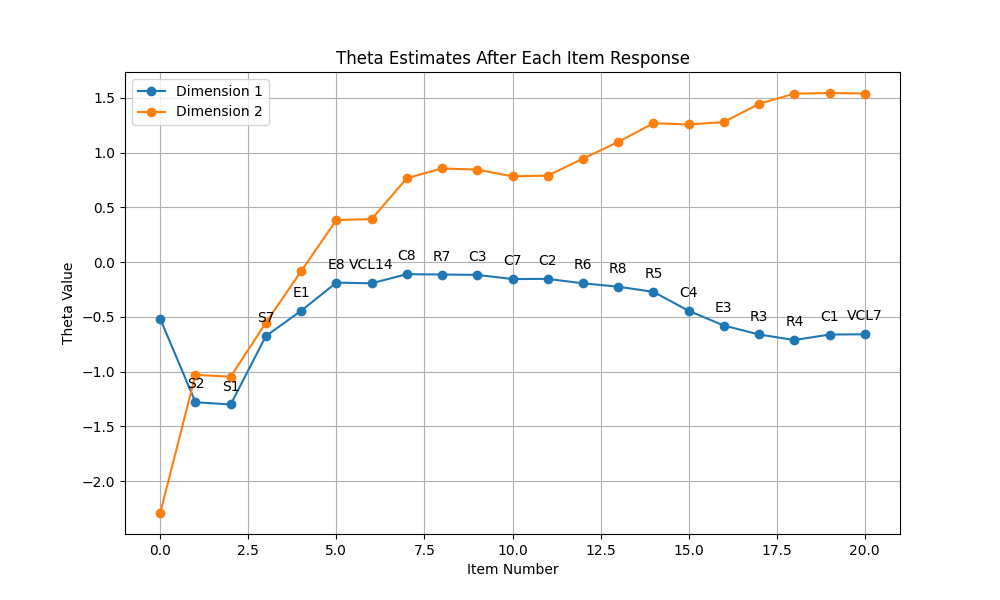 Theta Estimates After Each Item Response
Dimension 1
Dimension 2
Theta Value
1.5
1.0
0.5
0.0
−0.5
−1.0
−1.5
−2.0
S2
S1
S7
E1
E8
VCL14
C8
R7
C3
C7
C2
R6
R8
R5
C4
E3
R3
R4
C1
VCL7
0.0 2.5 5.0 7.5 10.0 12.5 15.0 17.5 20.0
Item Number